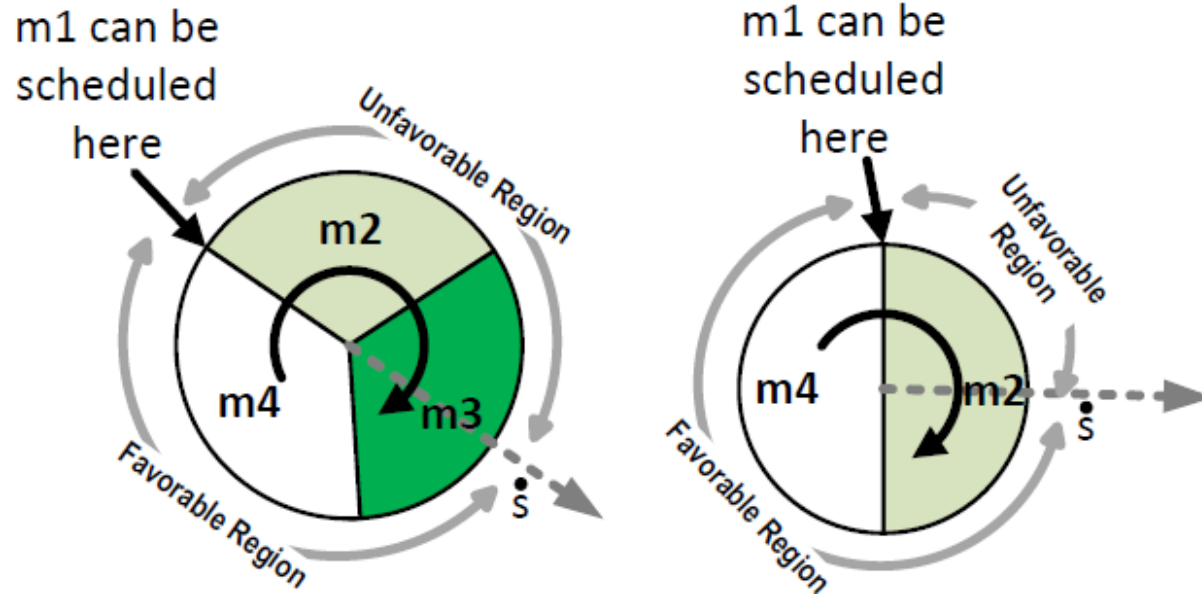 m1 can be
scheduled
here
Unfavorable Region
m2
m4
m3
Favorable Region
s
m1 can be
scheduled
here
Unfavorable
Region
m4
m2
Favorable Region
s